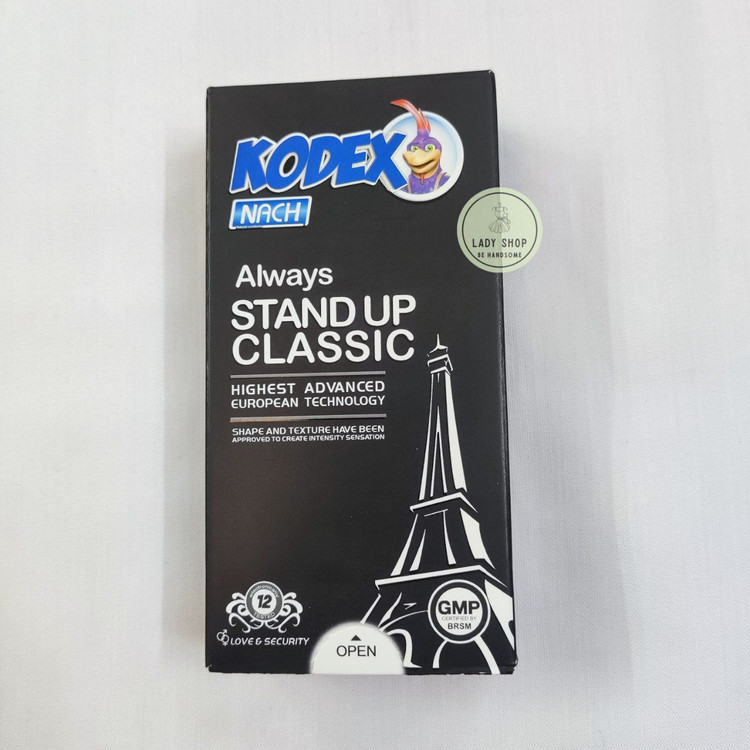 KODEX
NACH
LADY SHOP
BE HANDSOME
Always
STAND UP
CLASSIC
HIGHEST ADVANCED
EUROPEAN TECHNOLOGY
SHAPE AND TEXTURE HAVE BEEN
APPROVED TO CREATE INTENSITY SENSATION
12
TESTED
LOVE & SECURITY
OPEN
GMP
CERTIFIED BY
BRSM